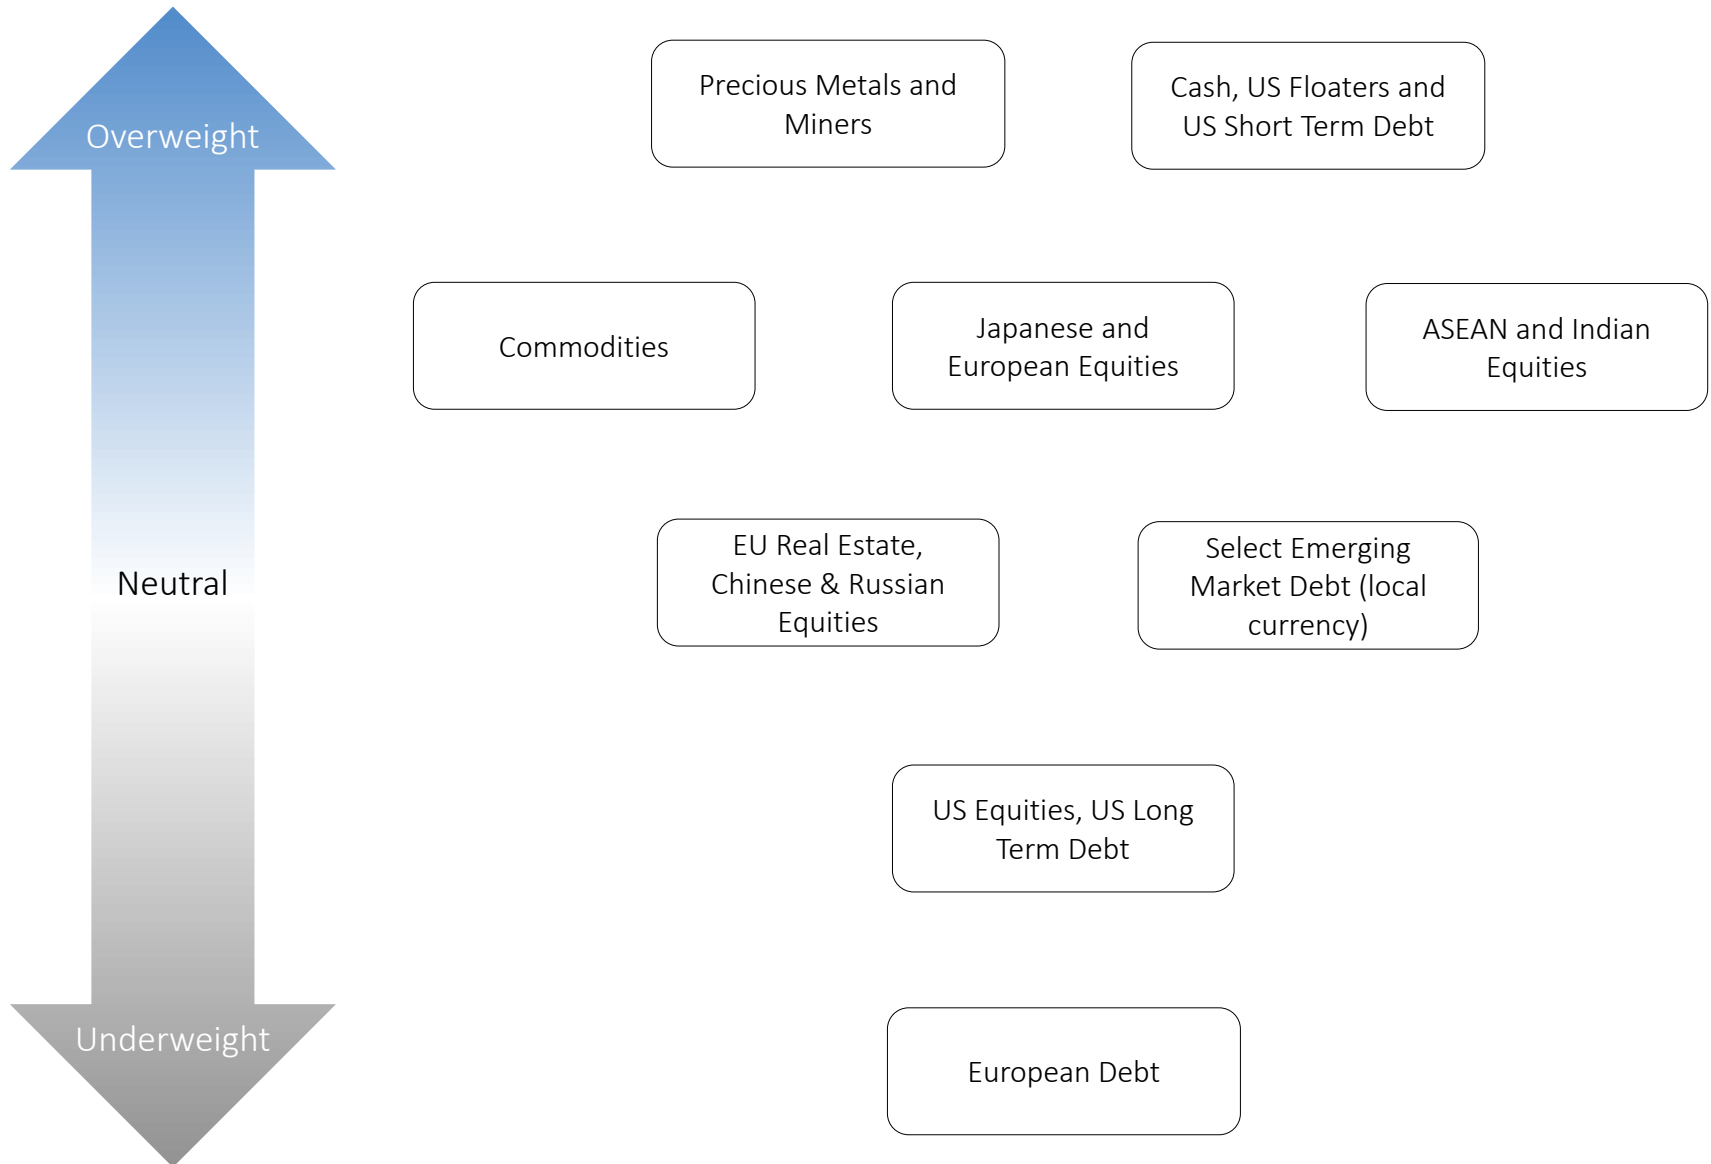 Overweight
Precious Metals and
Miners
Cash, US Floaters and
US Short Term Debt
Commodities
Japanese and
European Equities
ASEAN and Indian
Equities
Neutral
EU Real Estate,
Chinese & Russian
Equities
Select Emerging
Market Debt (local
currency)
US Equities, US Long
Term Debt
Underweight
European Debt